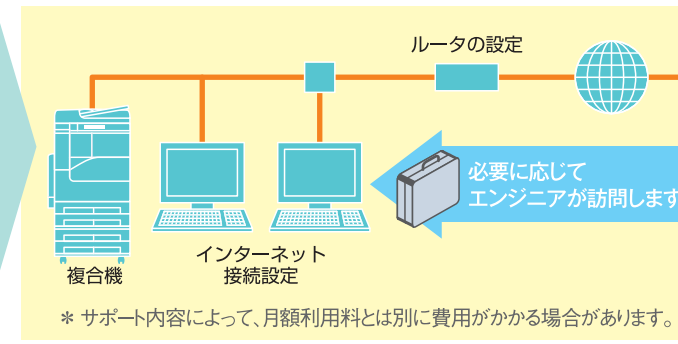 ルータの設定
必要に応じて
エンジニアが訪問します
インターネット
接続設定
複合機
＊ サポート内容によって、月額利用料とは別に費用がかかる場合があります。